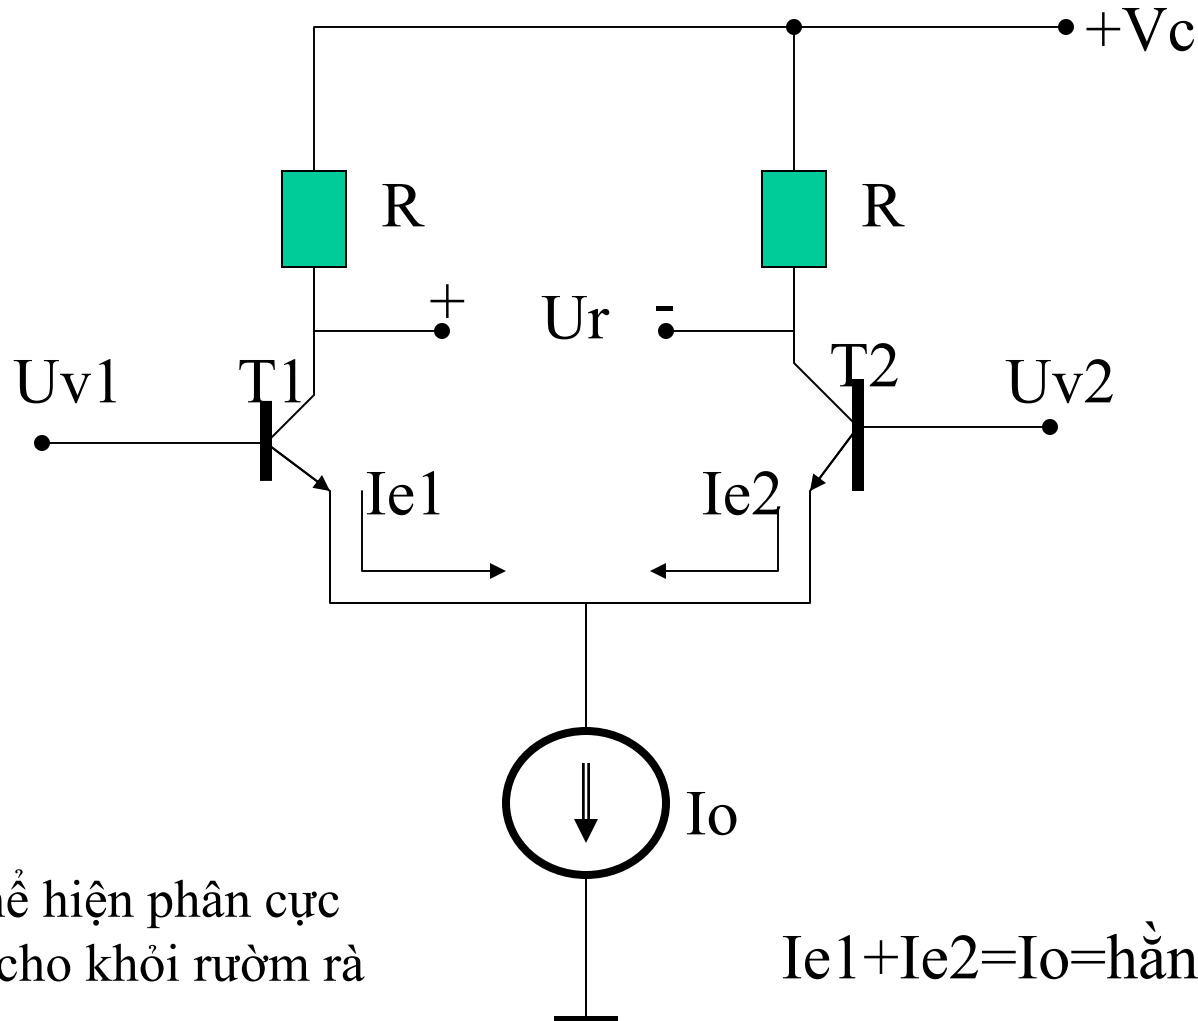 +Vc
R
R
+ Ur -
Uv1
T1
T2
Uv2
Ie1
Ie2
Io
hiện phân cực
cho khỏi rườm rà
Ie1+Ie2=Io=hằn